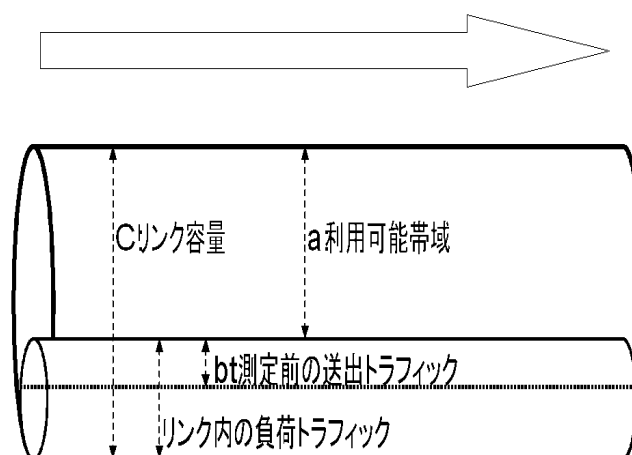 Cリンク容量
a利用可能帯域
bt測定前の送出トラフィック
リンク内の負荷トラフィック